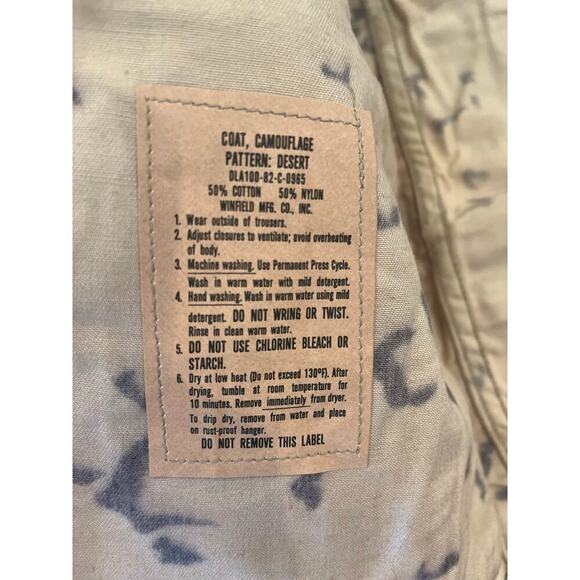 COAT, CAMOUFLAGE
PATTERN: DESERT
DLA100-82-C-0965
50% COTTON 50% NYLON
WINFIELD MFG. CO., INC.
1. Wear outside of trousers.
2. Adjust closures to ventilate; avoid overheating
of body.
3. Machine washing. Use Permanent Press Cycle.
Wash in warm water with mild detergent.
4. Hand washing. Wash in warm water using mild
detergent. DO NOT WRING OR TWIST.
Rinse in clean warm water.
5. DO NOT USE CHLORINE BLEACH OR
STARCH.
6. Dry at low heat (Do not exceed 130°F). After
drying, tumble at room temperature for
10 minutes. Remove immediately from dryer.
To drip dry, remove from water and place
on rust-proof hanger.
DO NOT REMOVE THIS LABEL